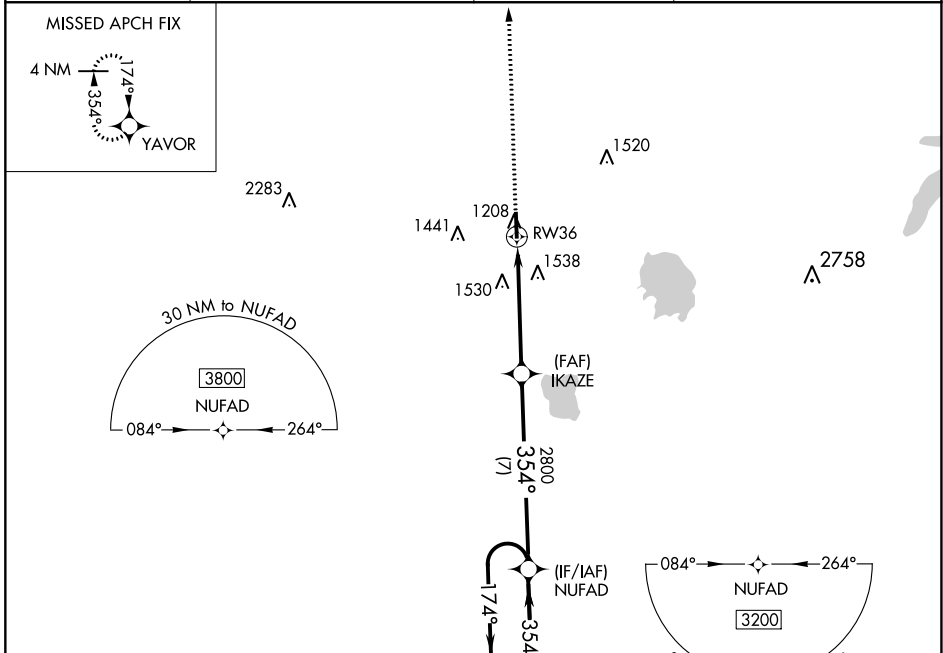 MISSED APCH FIX
4 NM
174°
354°
YAVOR
1520
2283
1208
1441
RW36
1538
1530
2758
30 NM to NUFAD
3800
NUFAD
084°
264°
(FAF)
IKAZE
2800
354°
(7)
(IF/IAF)
NUFAD
174°
354
084°
264°
NUFAD
3200